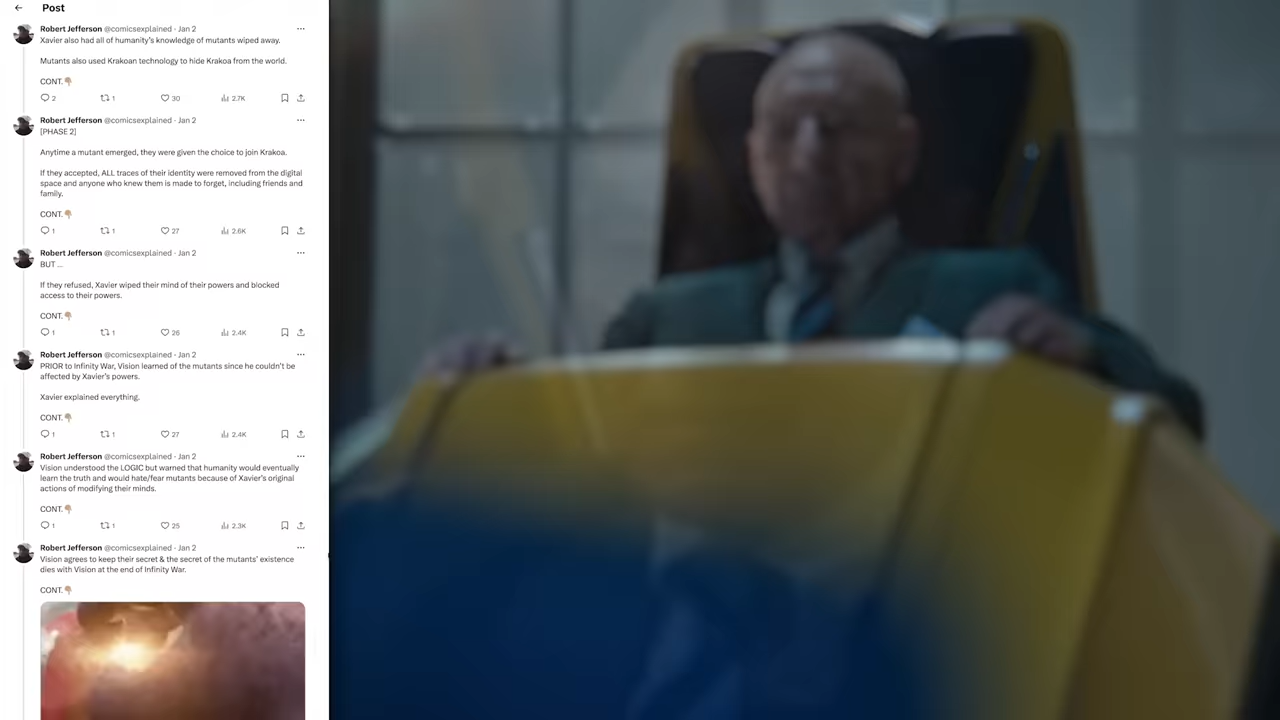 Post
Robert Jefferson @comicsexplained · Jan 2
Xavier also had all of humanity's knowledge of mutants wiped away.
Mutants also used Krakoan technology to hide Krakoa from the world.
CONT.👇🏽
2 1 30 2.7K
Robert Jefferson @comicsexplained · Jan 2
[PHASE 2]
Anytime a mutant emerged, they were given the choice to join Krakoa.
If they accepted, ALL traces of their identity were removed from the digital
space and anyone who knew them is made to forget, including friends and
family.
CONT.👇🏽
1 1 27 2.6K
Robert Jefferson @comicsexplained · Jan 2
BUT ...
If they refused, Xavier wiped their mind of their powers and blocked
access to their powers.
CONT.👇🏽
1 1 26 2.4K
Robert Jefferson @comicsexplained · Jan 2
PRIOR to Infinity War, Vision learned of the mutants since he couldn't be
affected by Xavier's powers.
Xavier explained everything.
CONT.👇🏽
1 1 27 2.4K
Robert Jefferson @comicsexplained · Jan 2
Vision understood the LOGIC but warned that humanity would eventually
learn the truth and would hate/fear mutants because of Xavier's original
actions of modifying their minds.
CONT.👇🏽
1 1 25 2.3K
Robert Jefferson @comicsexplained · Jan 2
Vision agrees to keep their secret & the secret of the mutants' existence
dies with Vision at the end of Infinity War.
CONT.👇🏽